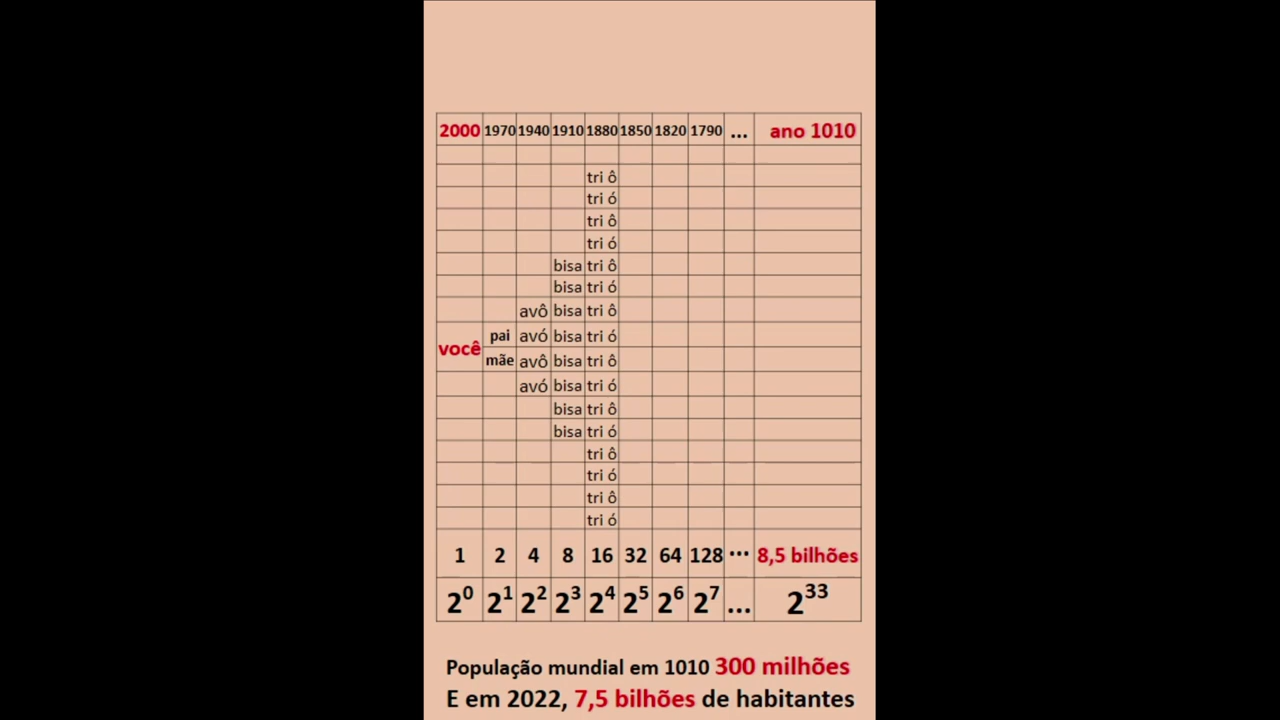 2000 1970 1940 1910 1880 1850 1820 1790 ... ano 1010
tri ô
tri ó
tri ô
tri ó
bisa tri ô
bisa tri ó
avô bisa tri ô
pai avó bisa tri ó
você
mãe avô bisa tri ô
avó bisa tri ó
bisa tri ô
bisa tri ó
tri ô
tri ó
tri ô
tri ó
1 2 4 8 16 32 64 128 ... 8,5 bilhões
2⁰ 2¹ 2² 2³ 2⁴ 2⁵ 2⁶ 2⁷ ... 2³³
População mundial em 1010 300 milhões
E em 2022, 7,5 bilhões de habitantes